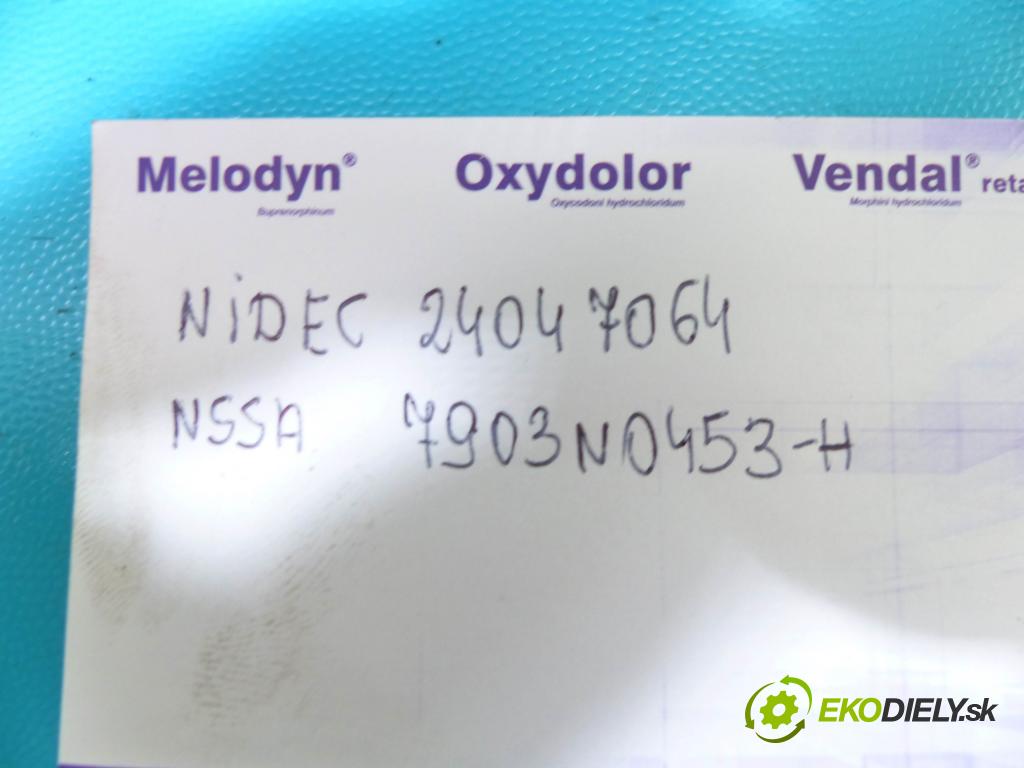 Melodyn® Oxydolor Vendal® reta
Buprenorphinum Oxycodoni hydrochloridum Morphini hydrochloridum
NiDEC 24047064
NSSA 7903N0453-H
EKODIELY.sk